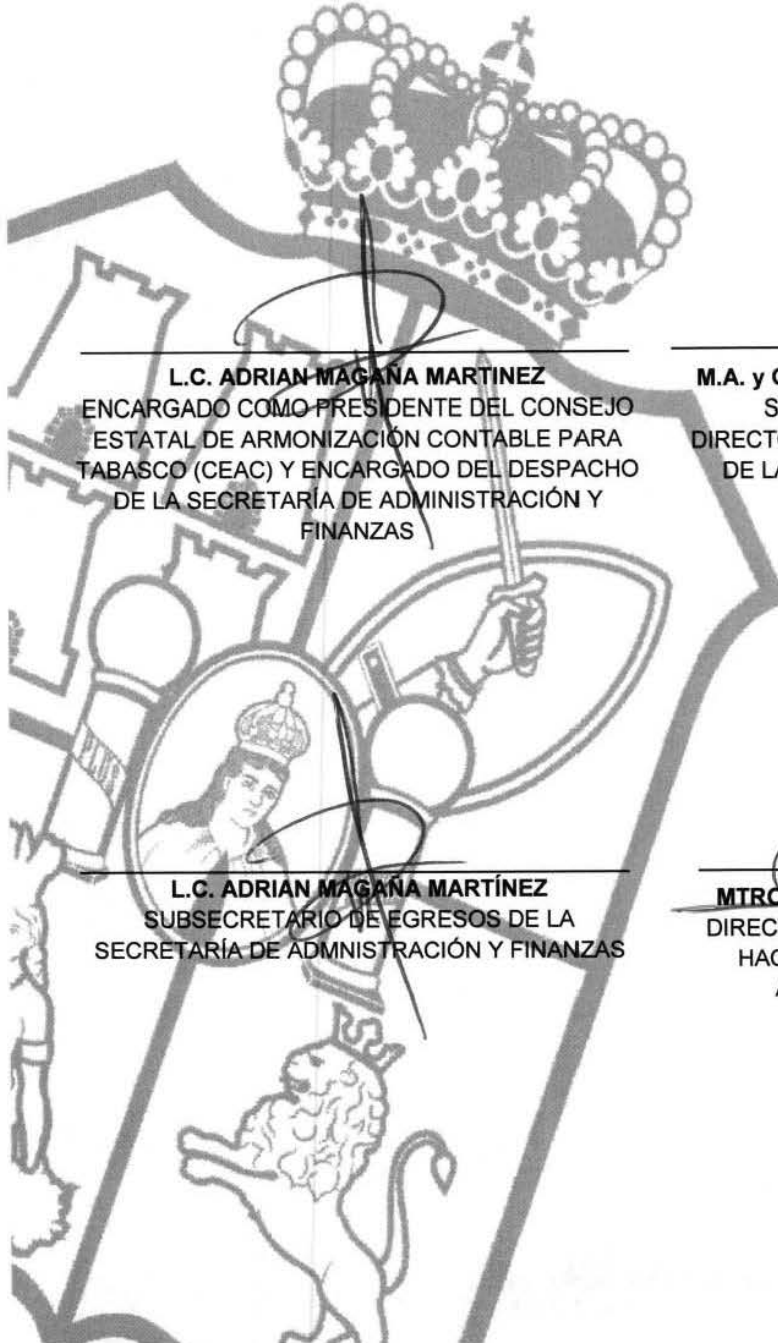 L.C. ADRIAN MAGAÑA MARTINEZ
ENCARGADO COMO PRESIDENTE DEL CONSEJO
ESTATAL DE ARMONIZACIÓN CONTABLE PARA
TABASCO (CEAC) Y ENCARGADO DEL DESPACHO
DE LA SECRETARÍA DE ADMINISTRACIÓN Y
FINANZAS
M.A. y
DE LA
PLUS
L.C. ADRIAN MAGAÑA MARTÍNEZ
SUBSECRETARIO DE EGRESOS DE LA
SECRETARÍA DE ADMNISTRACIÓN Y FINANZAS